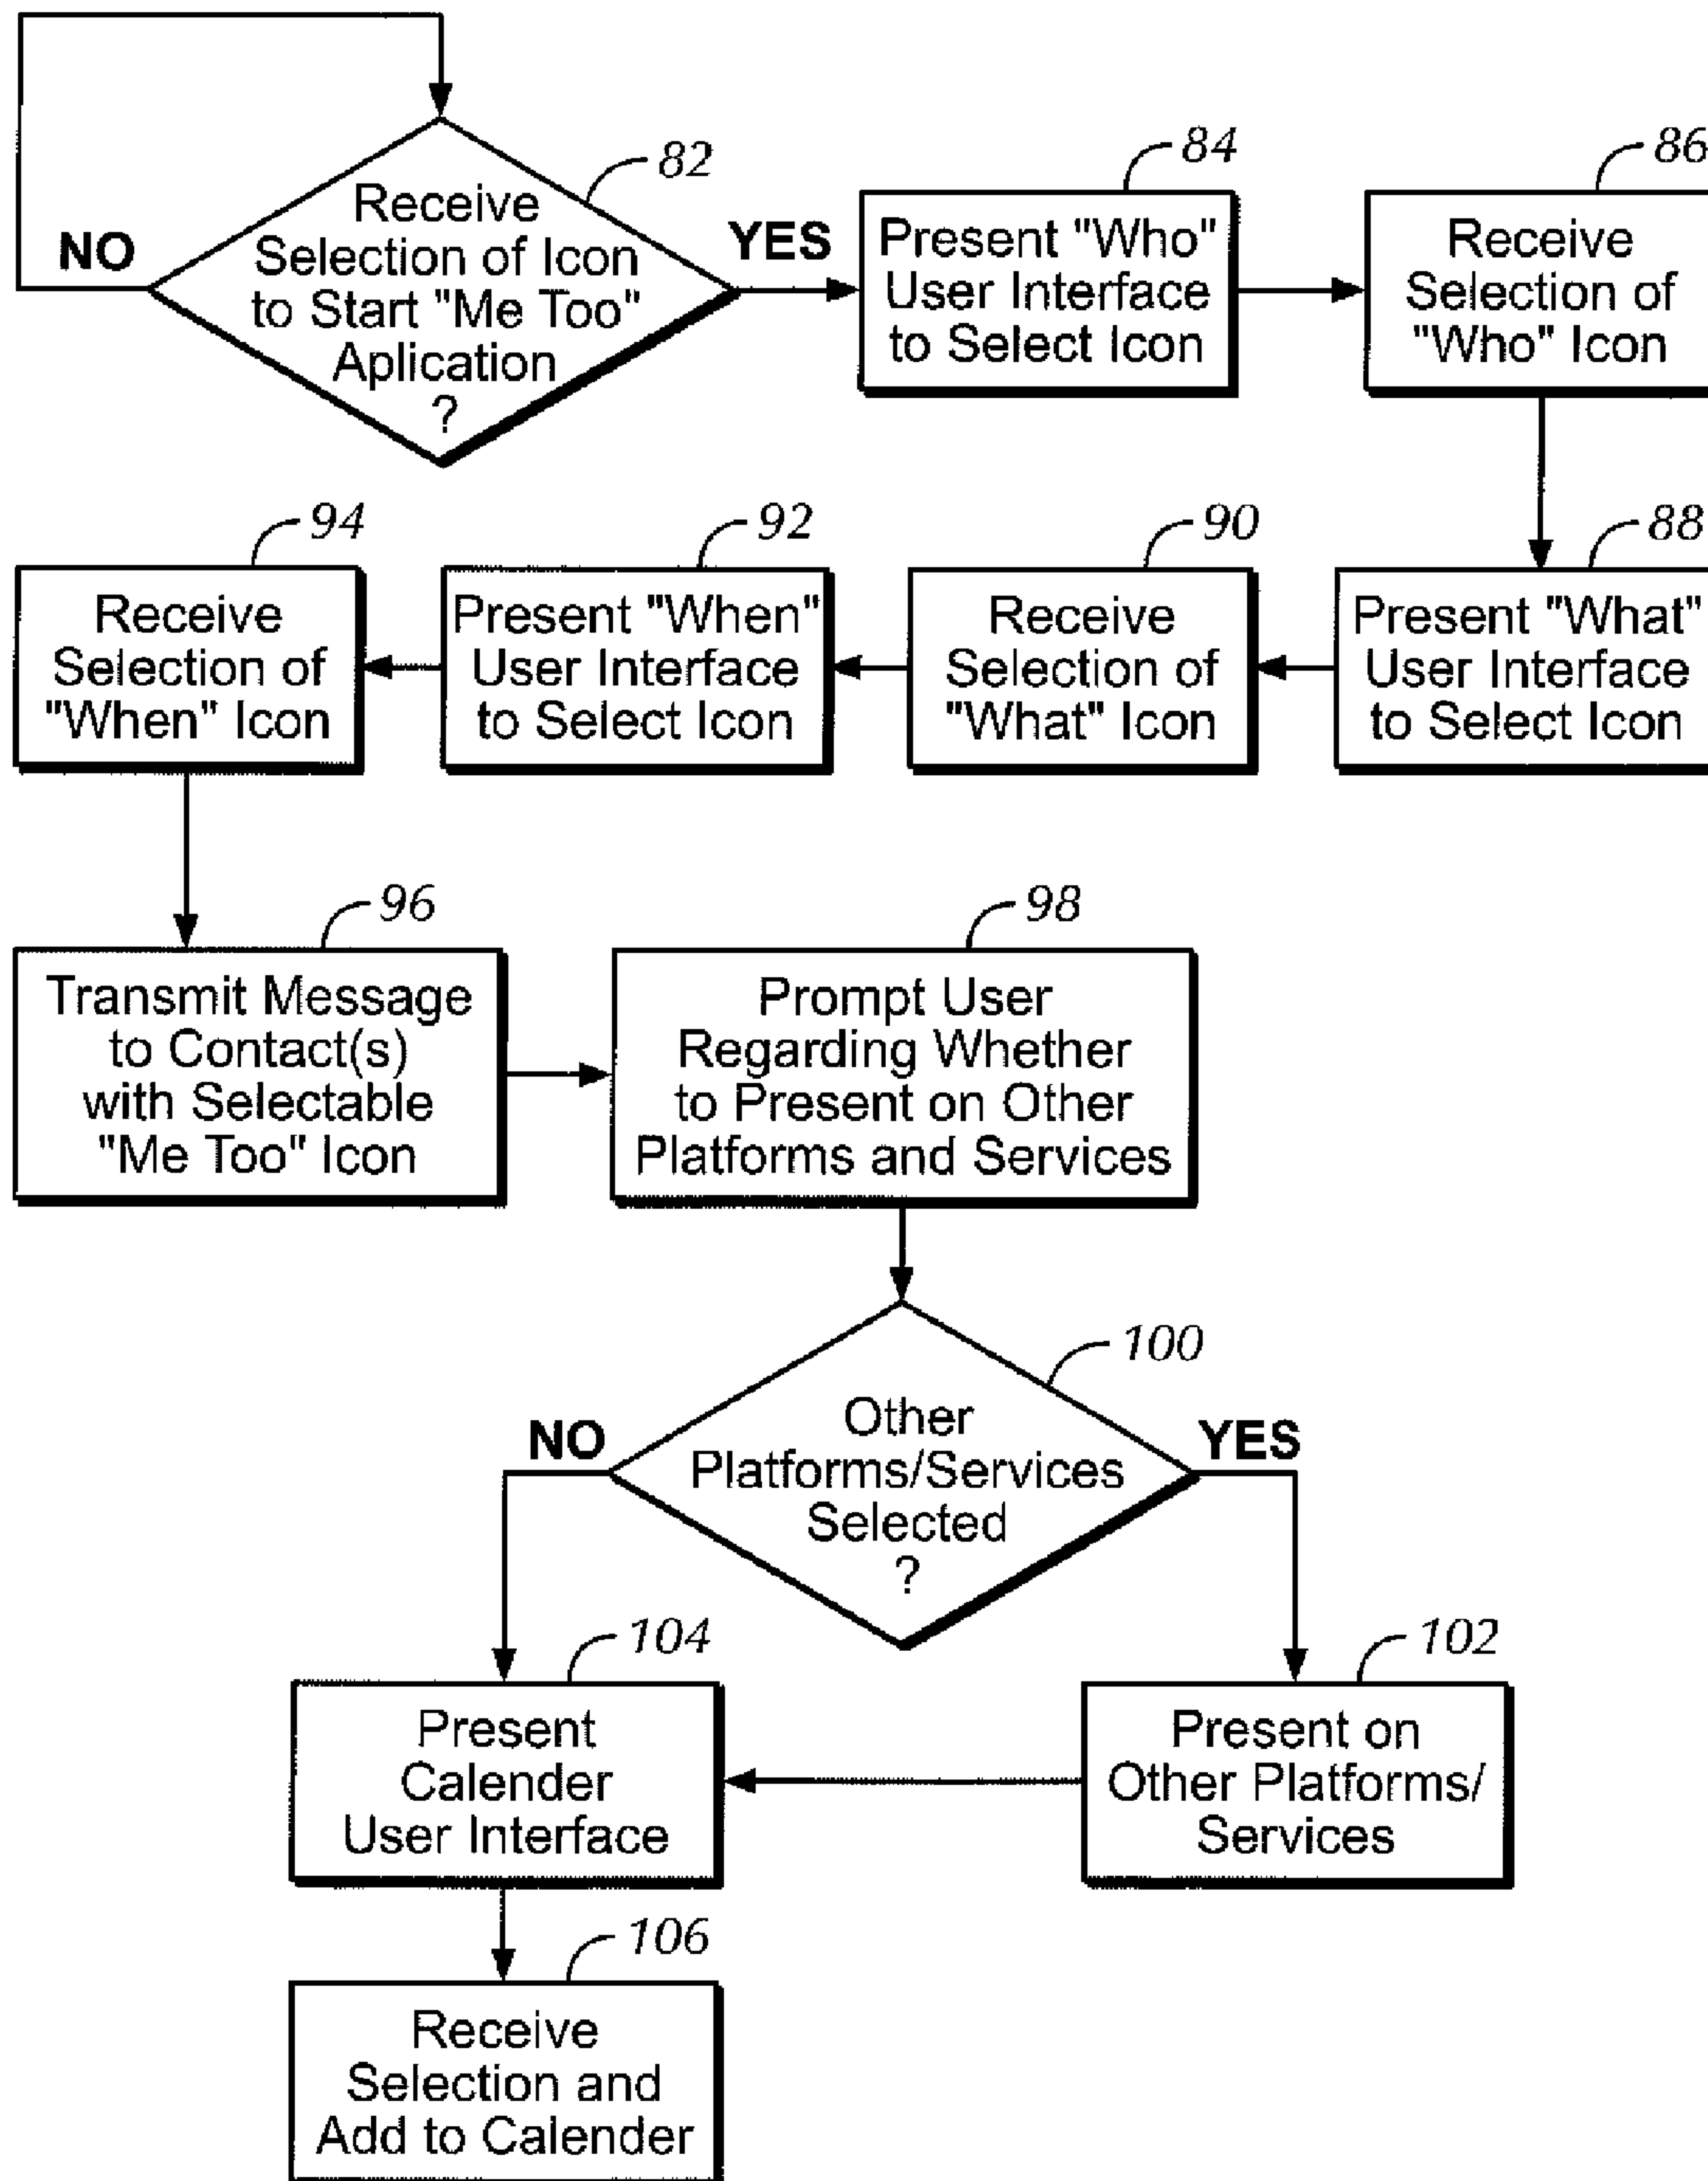 82
Receive
Selection of Icon
to Start "Me Too"
Aplication
?
NO
YES
84
Present "Who"
User Interface
to Select Icon
86
Receive
Selection of
"Who" Icon
88
Present "What"
User Interface
to Select Icon
90
Receive
Selection of
"What" Icon
92
Present "When"
User Interface
to Select Icon
94
Receive
Selection of
"When" Icon
96
Transmit Message
to Contact(s)
with Selectable
"Me Too" Icon
98
Prompt User
Regarding Whether
to Present on Other
Platforms and Services
100
Other
Platforms/Services
Selected
?
NO
YES
104
Present
Calender
User Interface
102
Present on
Other Platforms/
Services
106
Receive
Selection and
Add to Calender